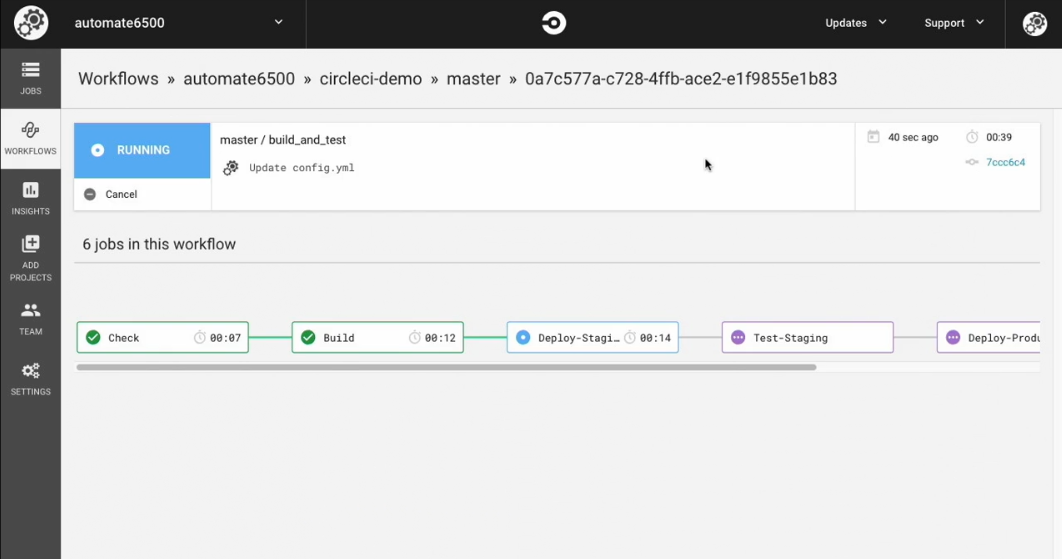 automate6500
Updates
Support
JOBS
WORKFLOWS
INSIGHTS
ADD
PROJECTS
TEAM
SETTINGS
Workflows » automate6500 » circleci-demo » master » 0a7c577a-c728-4ffb-ace2-e1f9855e1b83
RUNNING
Cancel
master / build_and_test
Update config.yml
40 sec ago
00:39
7ccc6c4
6 jobs in this workflow
Check 00:07
Build 00:12
Deploy-Stagi… 00:14
Test-Staging
Deploy-Produ